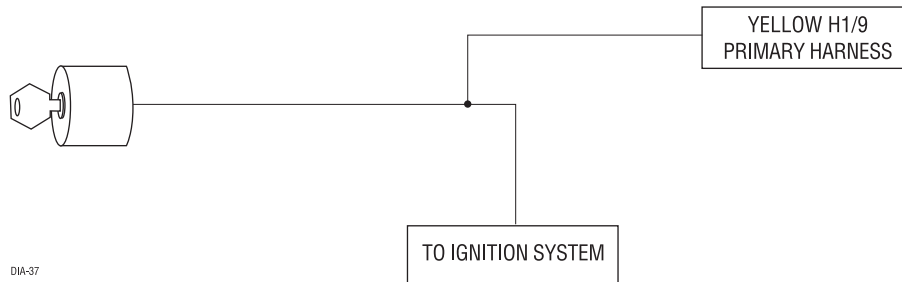 YELLOW H1/9
PRIMARY HARNESS
TO IGNITION SYSTEM
DIA-37